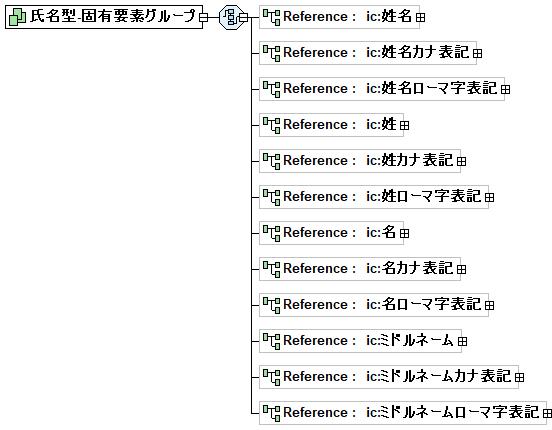 氏名型-固有要素グループ
Reference : ic:姓名
Reference : ic:姓名カナ表記
Reference : ic:姓名ローマ字表記
Reference : ic:姓
Reference : ic:姓カナ表記
Reference : ic:姓ローマ字表記
Reference : ic:名
Reference : ic:名カナ表記
Reference : ic:名ローマ字表記
Reference : ic:ミドルネーム
Reference : ic:ミドルネームカナ表記
Reference : ic:ミドルネームローマ字表記